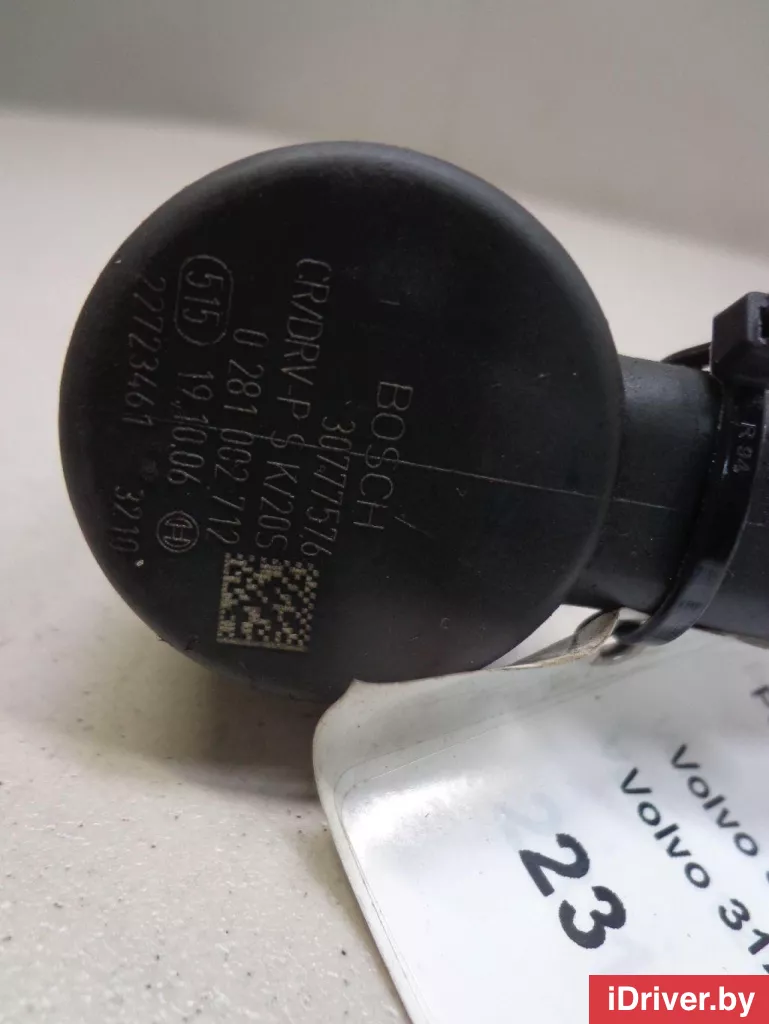 BOSCH
30777576
CR/DRV-P S K/20S
0 281 002 712
515 19.10.06
22723461 3210
R 94
Volvo
Volvo 31
23
iDriver.by